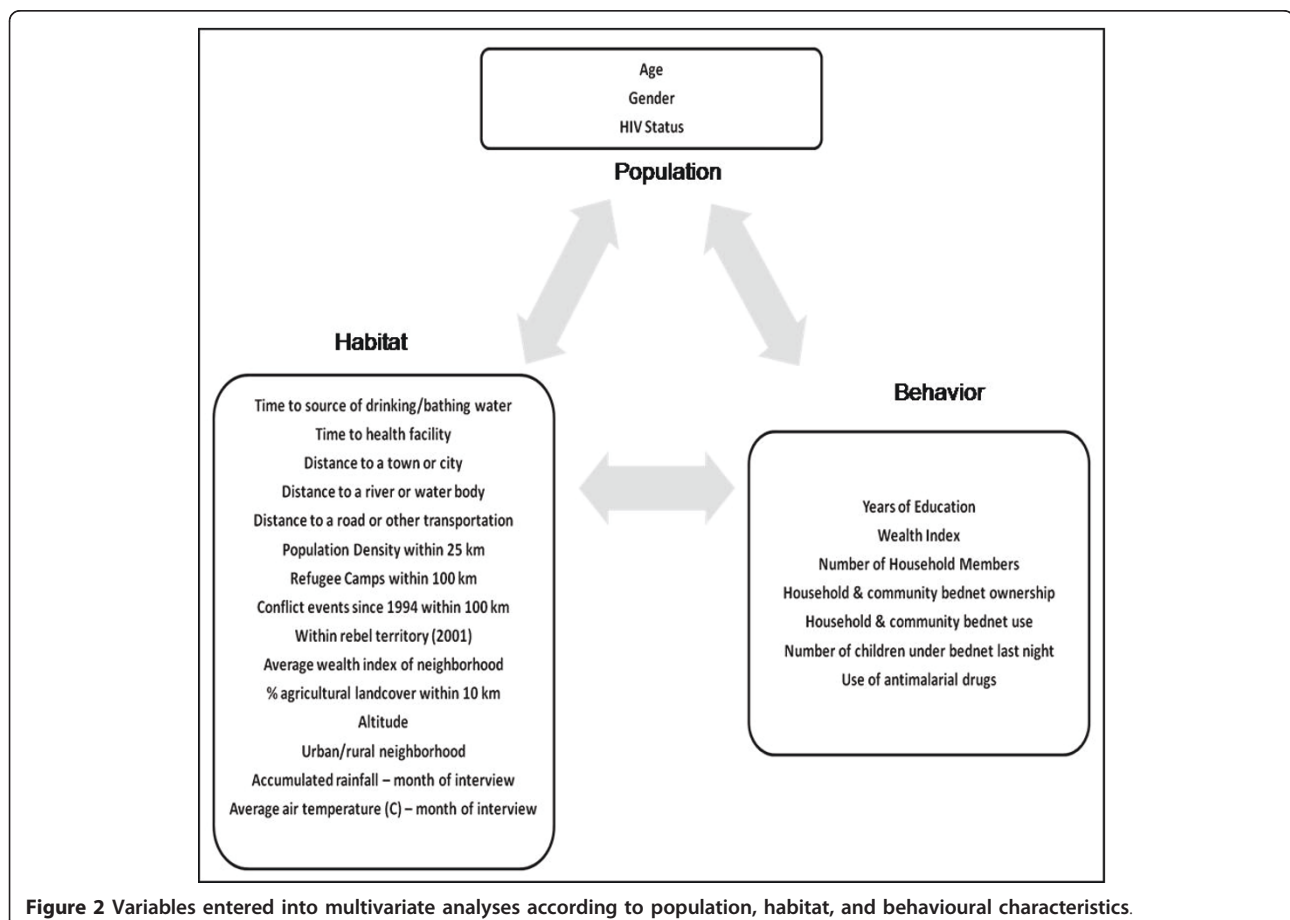 Age
Gender
HIV Status
Population
Habitat
Time to source of drinking/bathing water
Time to health facility
Distance to a town or city
Distance to a river or water body
Distance to a road or other transportation
Population Density within 25 km
Refugee Camps within 100 km
Conflict events since 1994 within 100 km
Within rebel territory (2001)
Average wealth index of neighborhood
% agricultural landcover within 10 km
Altitude
Urban/rural neighborhood
Accumulated rainfall – month of interview
Average air temperature (C) – month of interview
Behavior
Years of Education
Wealth Index
Number of Household Members
Household & community bednet ownership
Household & community bednet use
Number of children under bednet last night
Use of antimalarial drugs
Figure 2 Variables entered into multivariate analyses according to population, habitat, and behavioural characteristics.